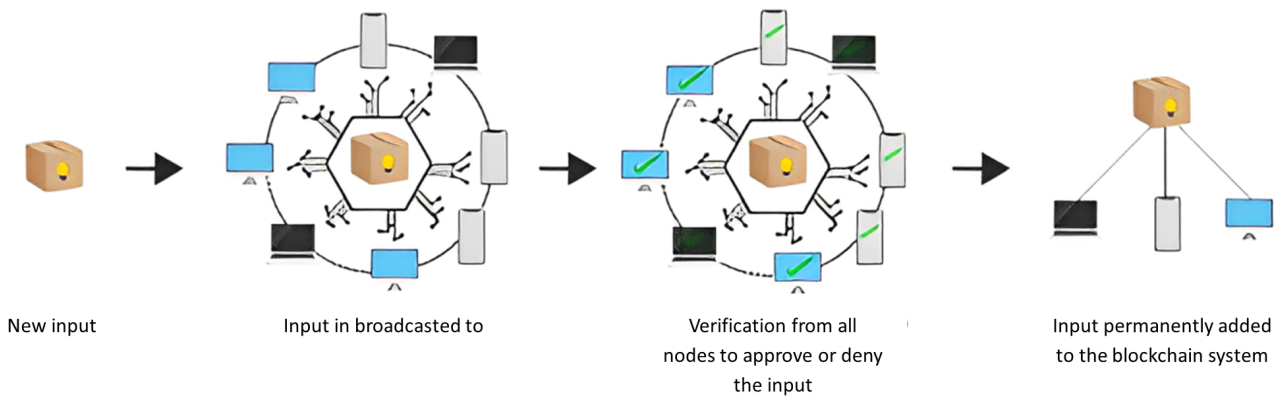 New input
Input in broadcasted to
Verification from all
nodes to approve or deny
the input
Input permanently added
to the blockchain system